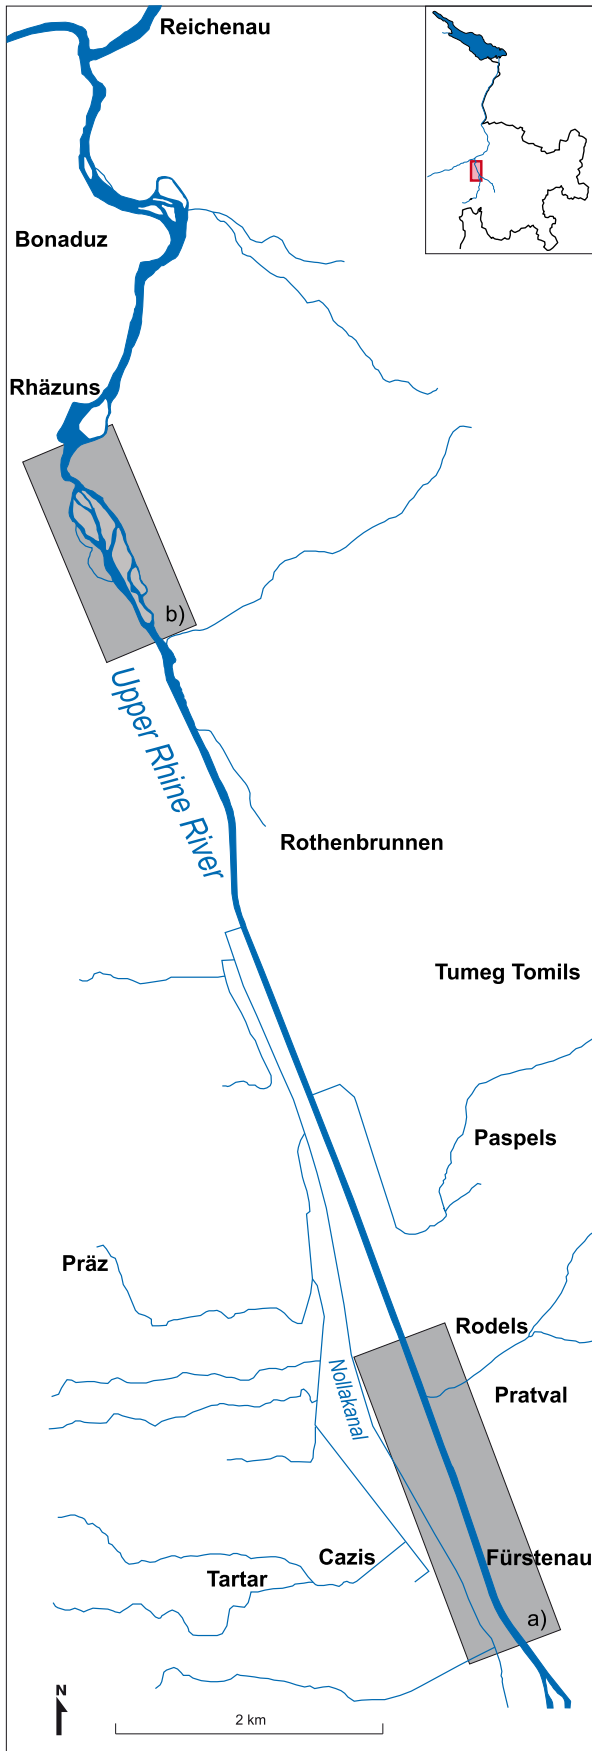 Reichenau
Bonaduz
Rhäzuns
b)
Upper Rhine River
Rothenbrunnen
Tumeg Tomils
Paspels
Präz
Rodels
Nollakanal
Pratval
Cazis
Fürstenau
Tartar
a)
N
2 km